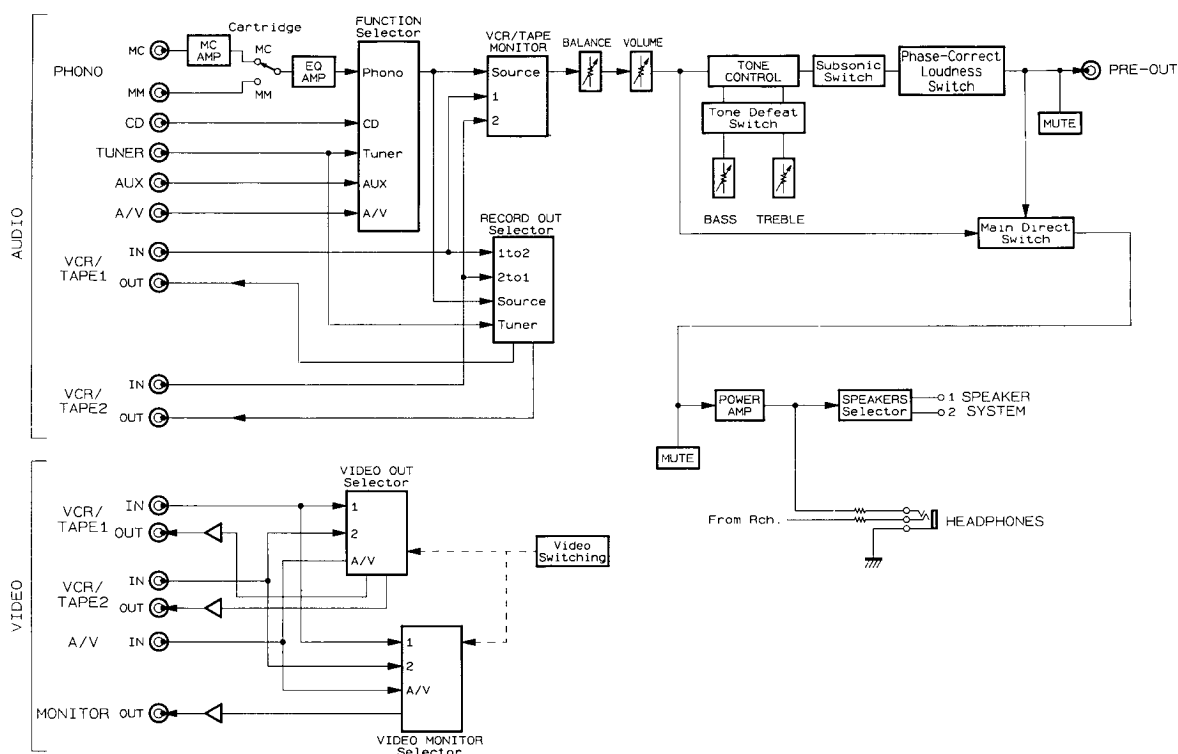 AUDIO
PHONO
MC
MM
MC
AMP
Cartridge
MC
MM
EQ
AMP
FUNCTION
Selector
Phono
CD
Tuner
AUX
A/V
CD
TUNER
AUX
A/V
VCR/
TAPE1
IN
OUT
VCR/
TAPE2
IN
OUT
VCR/TAPE
MONITOR
Source
1
2
RECORD OUT
Selector
1to2
2to1
Source
Tuner
BALANCE
VOLUME
TONE
CONTROL
Tone Defeat
Switch
BASS
TREBLE
Subsonic
Switch
Phase-Correct
Loudness
Switch
PRE-OUT
MUTE
Main Direct
Switch
POWER
AMP
MUTE
SPEAKERS
Selector
1 SPEAKER
2 SYSTEM
From Rch.
HEADPHONES
VIDEO
VCR/
TAPE1
IN
OUT
VCR/
TAPE2
IN
OUT
A/V IN
MONITOR OUT
VIDEO OUT
Selector
1
2
A/V
Video
Switching
1
2
A/V
VIDEO MONITOR
Selector